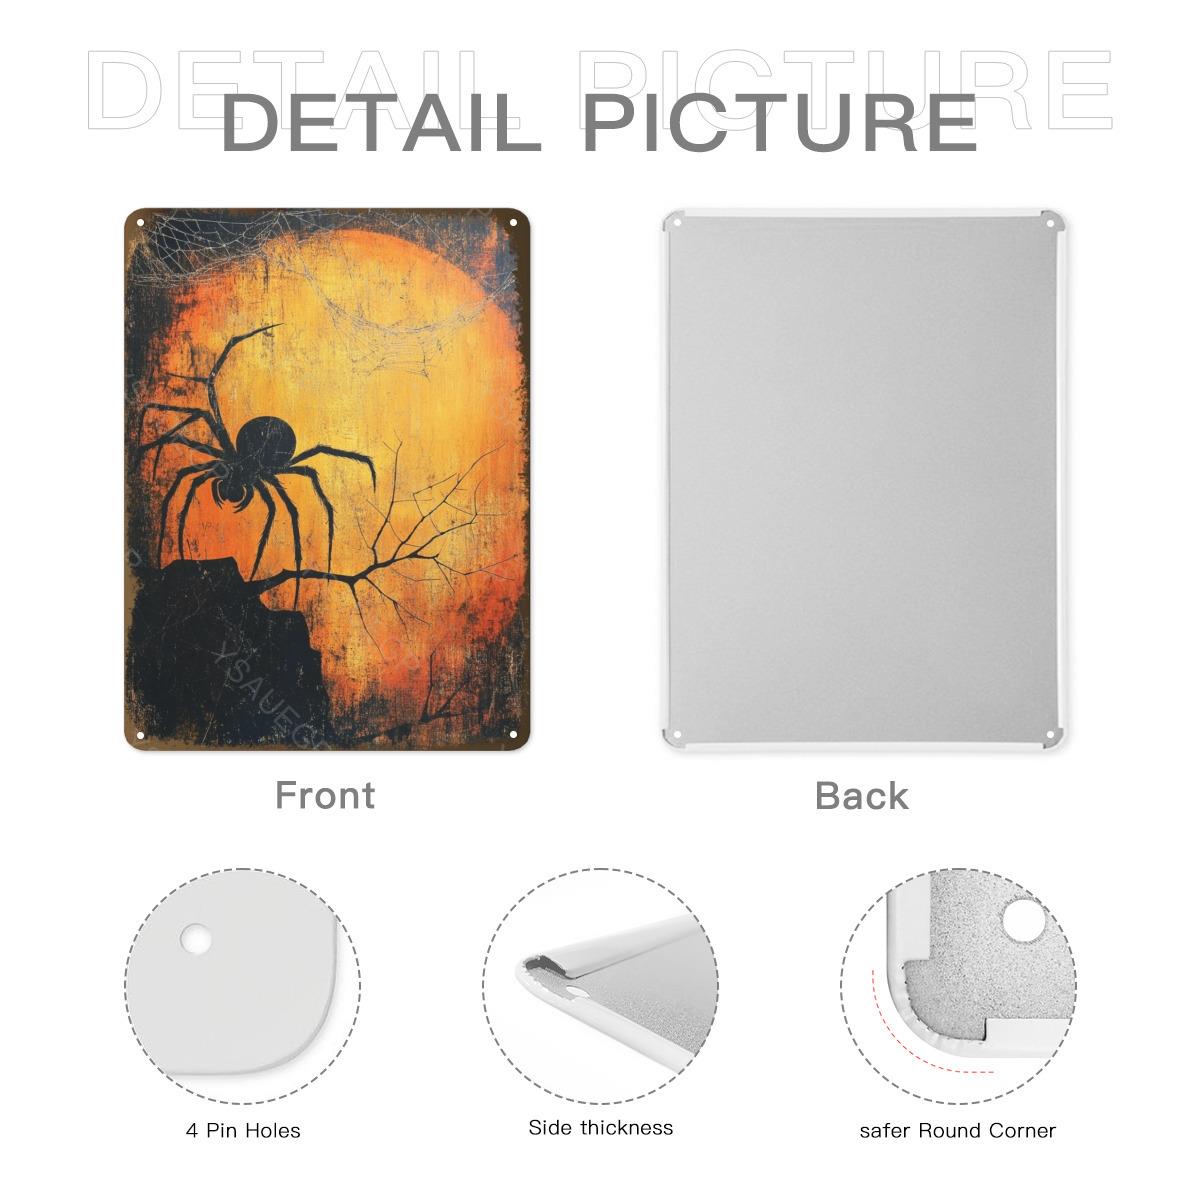 DETAIL PICTURE
DETAIL PICTURE
Front
Back
4 Pin Holes
Side thickness
safer Round Corner